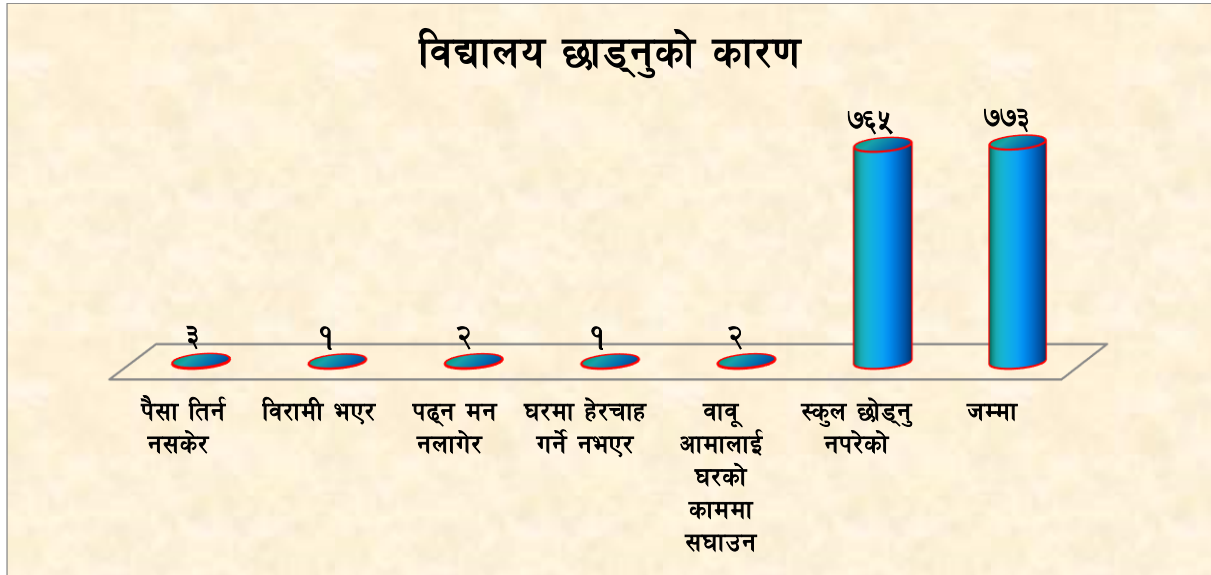 विद्यालय छाड्नुको कारण
७६५ ७७३
३ १ २ १ २
पैसा तिर्न नसकेर
विरामी भएर
पढ्न मन नलागेर
घरमा हेरचाह गर्ने नभएर
वावू आमालाई घरको काममा सघाउन
स्कुल छोड्नु नपरेको
जम्मा